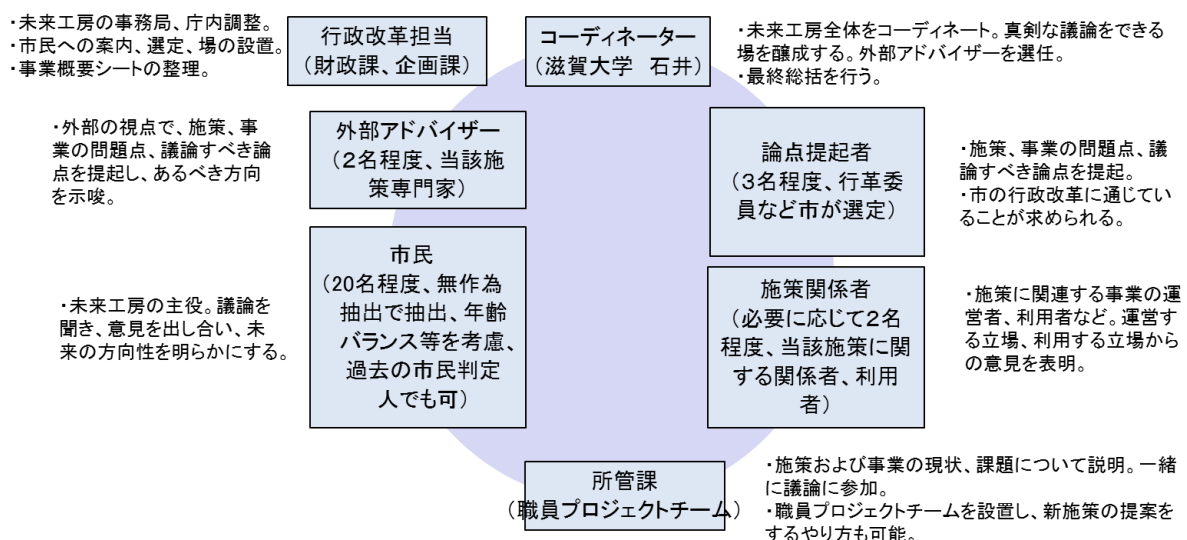 ・未来工房の事務局、庁内調整。
・市民への案内、選定、場の設置。
・事業概要シートの整理。
行政改革担当
(財政課、企画課)
コーディネーター
(滋賀大学 石井)
・未来工房全体をコーディネート。真剣な議論をできる
場を醸成する。外部アドバイザーを選任。
・最終総括を行う。
・外部の視点で、施策、事
業の問題点、議論すべき論
点を提起し、あるべき方向
を示唆。
外部アドバイザー
(2名程度、当該施
策専門家)
論点提起者
(3名程度、行革委
員など市が選定)
・施策、事業の問題点、議
論すべき論点を提起。
・市の行政改革に通じてい
ることが求められる。
・未来工房の主役。議論を
聞き、意見を出し合い、未
来の方向性を明らかにする。
市民
(20名程度、無作為
抽出で抽出、年齢
バランス等を考慮、
過去の市民判定
人でも可)
施策関係者
(必要に応じて2名
程度、当該施策に関
する関係者、利用
者)
・施策に関連する事業の運
営者、利用者など。運営す
る立場、利用する立場から
の意見を表明。
所管課
(職員プロジェクトチーム)
・施策および事業の現状、課題について説明。一緒
に議論に参加。
・職員プロジェクトチームを設置し、新施策の提案を
するやり方も可能。